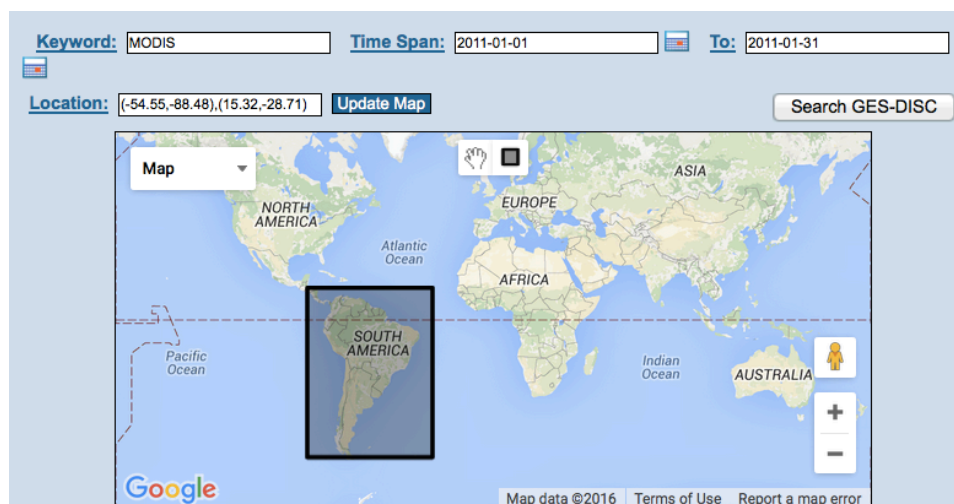 Keyword: MODIS Time Span: 2011-01-01 To: 2011-01-31
Location: (-54.55,-88.48),(15.32,-28.71) Update Map Search GES-DISC
Map
ASIA
NORTH
AMERICA
EUROPE
Atlantic
Ocean
AFRICA
SOUTH
AMERICA
Pacific
Ocean
Indian
Ocean
AUSTRALIA
+
−
Google
Map data ©2016 Terms of Use Report a map error